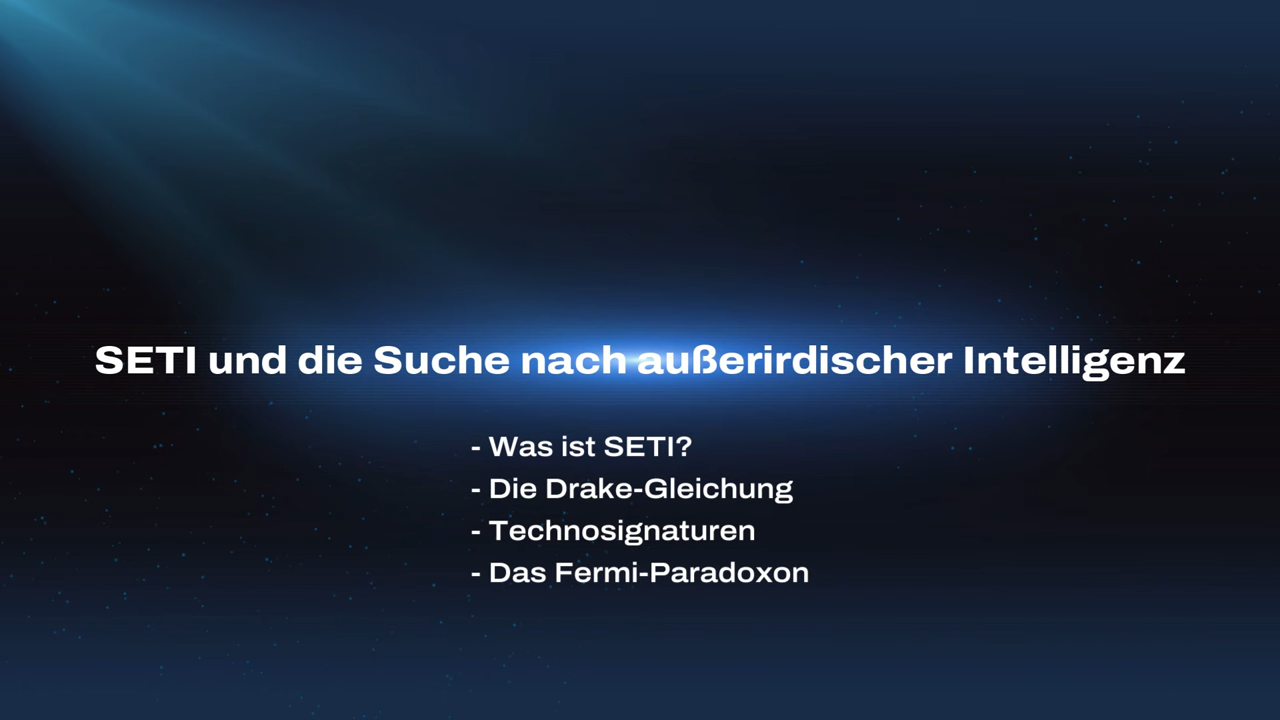 SETI und die Suche nach außerirdischer Intelligenz
- Was ist SETI?
- Die Drake-Gleichung
- Technosignaturen
- Das Fermi-Paradoxon